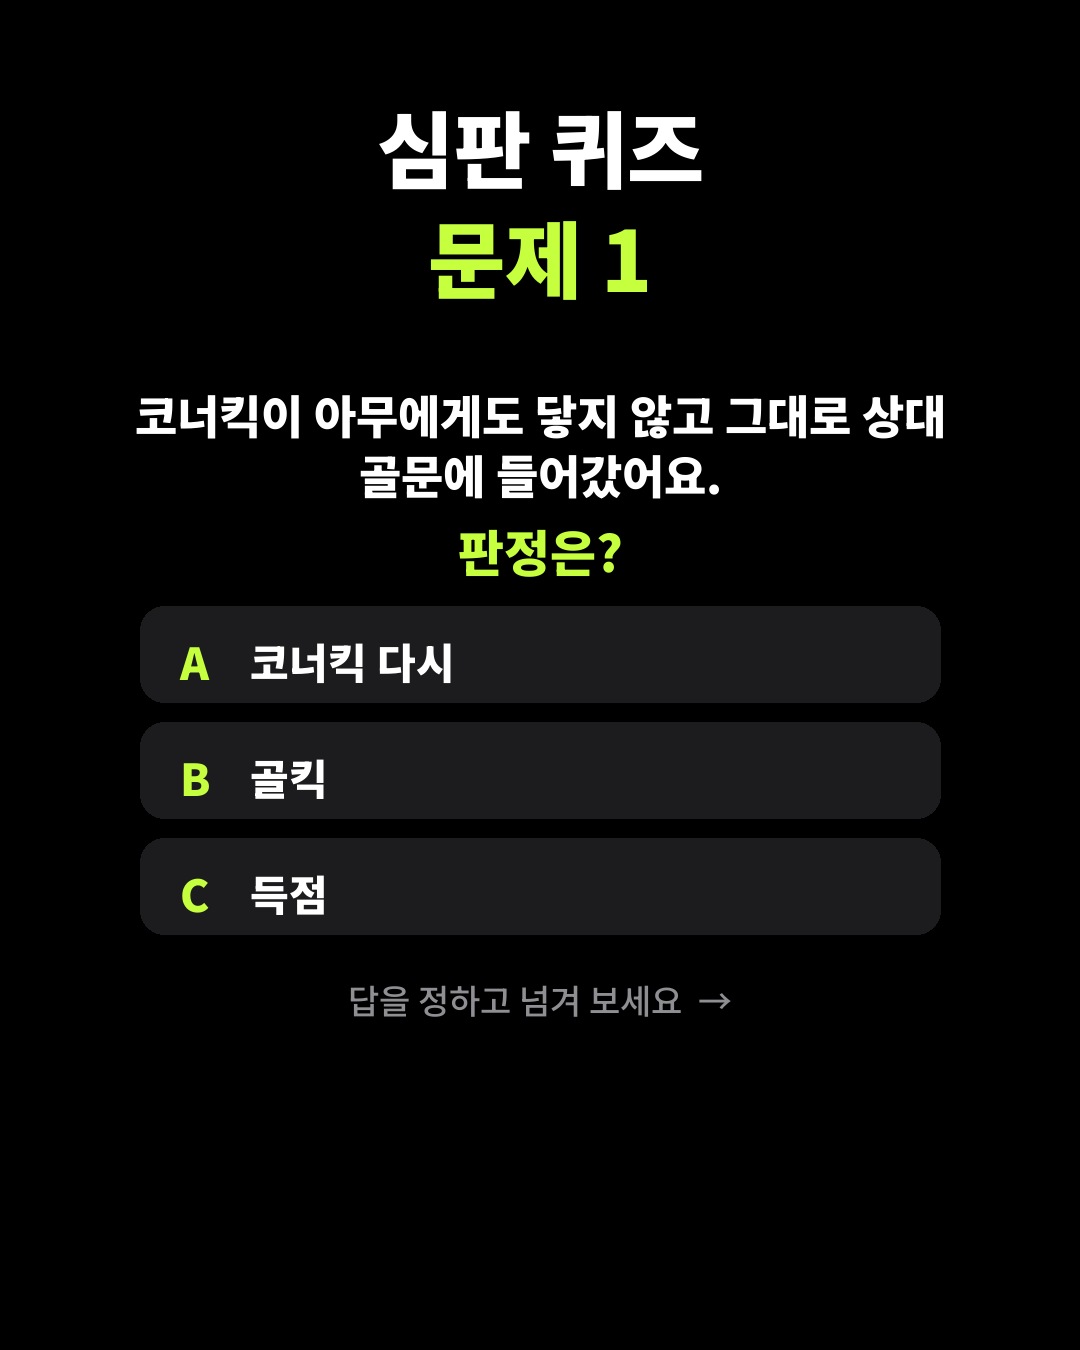 심판 퀴즈
문제 1
코너킥이 아무에게도 닿지 않고 그대로 상대
골문에 들어갔어요.
판정은?
A 코너킥 다시
B 골킥
C 득점
답을 정하고 넘겨 보세요 →